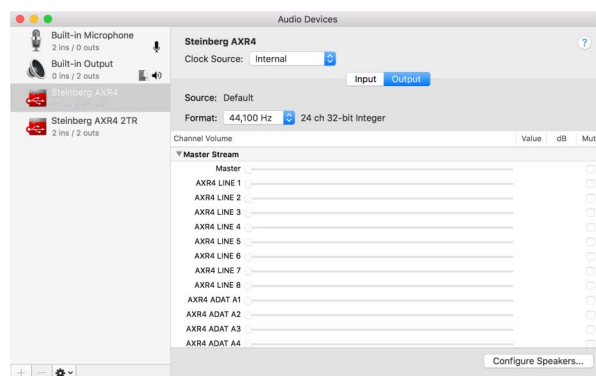 Audio Devices
Built-in Microphone
2 ins / 0 outs
Built-in Output
0 ins / 2 outs
Steinberg AXR4
Steinberg AXR4 2TR
2 ins / 2 outs
Steinberg AXR4
?
Clock Source: Internal
Input Output
Source: Default
Format: 44,100 Hz 24 ch 32-bit Integer
Channel Volume Value dB Mut
Master Stream
Master
AXR4 LINE 1
AXR4 LINE 2
AXR4 LINE 3
AXR4 LINE 4
AXR4 LINE 5
AXR4 LINE 6
AXR4 LINE 7
AXR4 LINE 8
AXR4 ADAT A1
AXR4 ADAT A2
AXR4 ADAT A3
AXR4 ADAT A4
Configure Speakers...